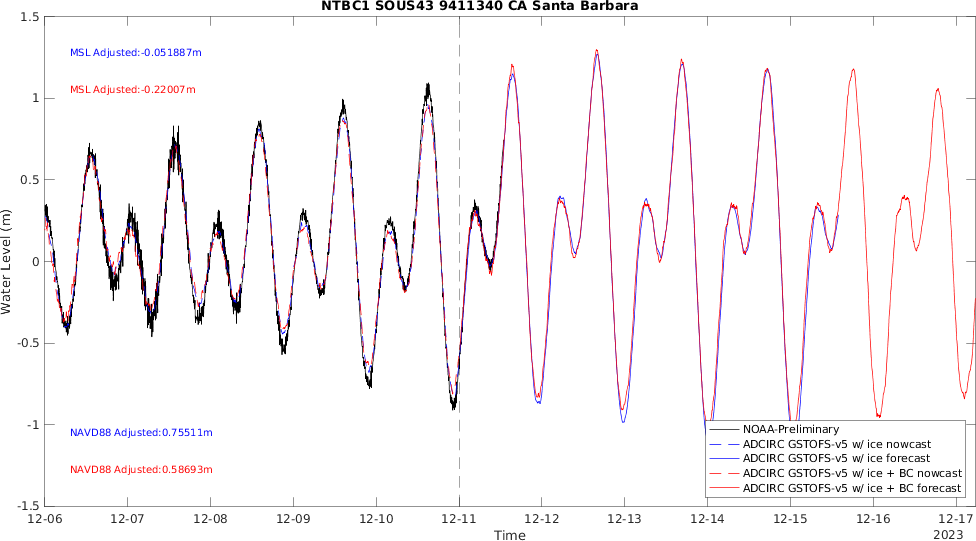 NTBC1 SOUS43 9411340 CA Santa Barbara
1.5
MSL Adjusted:-0.051887m
MSL Adjusted:-0.22007m
1
0.5
0
-0.5
-1
-1.5
Water Level (m)
NAVD88 Adjusted:0.75511m
NAVD88 Adjusted:0.58693m
NOAA-Preliminary
ADCIRC GSTOFS-v5 w/ ice nowcast
ADCIRC GSTOFS-v5 w/ ice forecast
ADCIRC GSTOFS-v5 w/ ice + BC nowcast
ADCIRC GSTOFS-v5 w/ ice + BC forecast
12-06 12-07 12-08 12-09 12-10 12-11 12-12 12-13 12-14 12-15 12-16 12-17
Time
2023